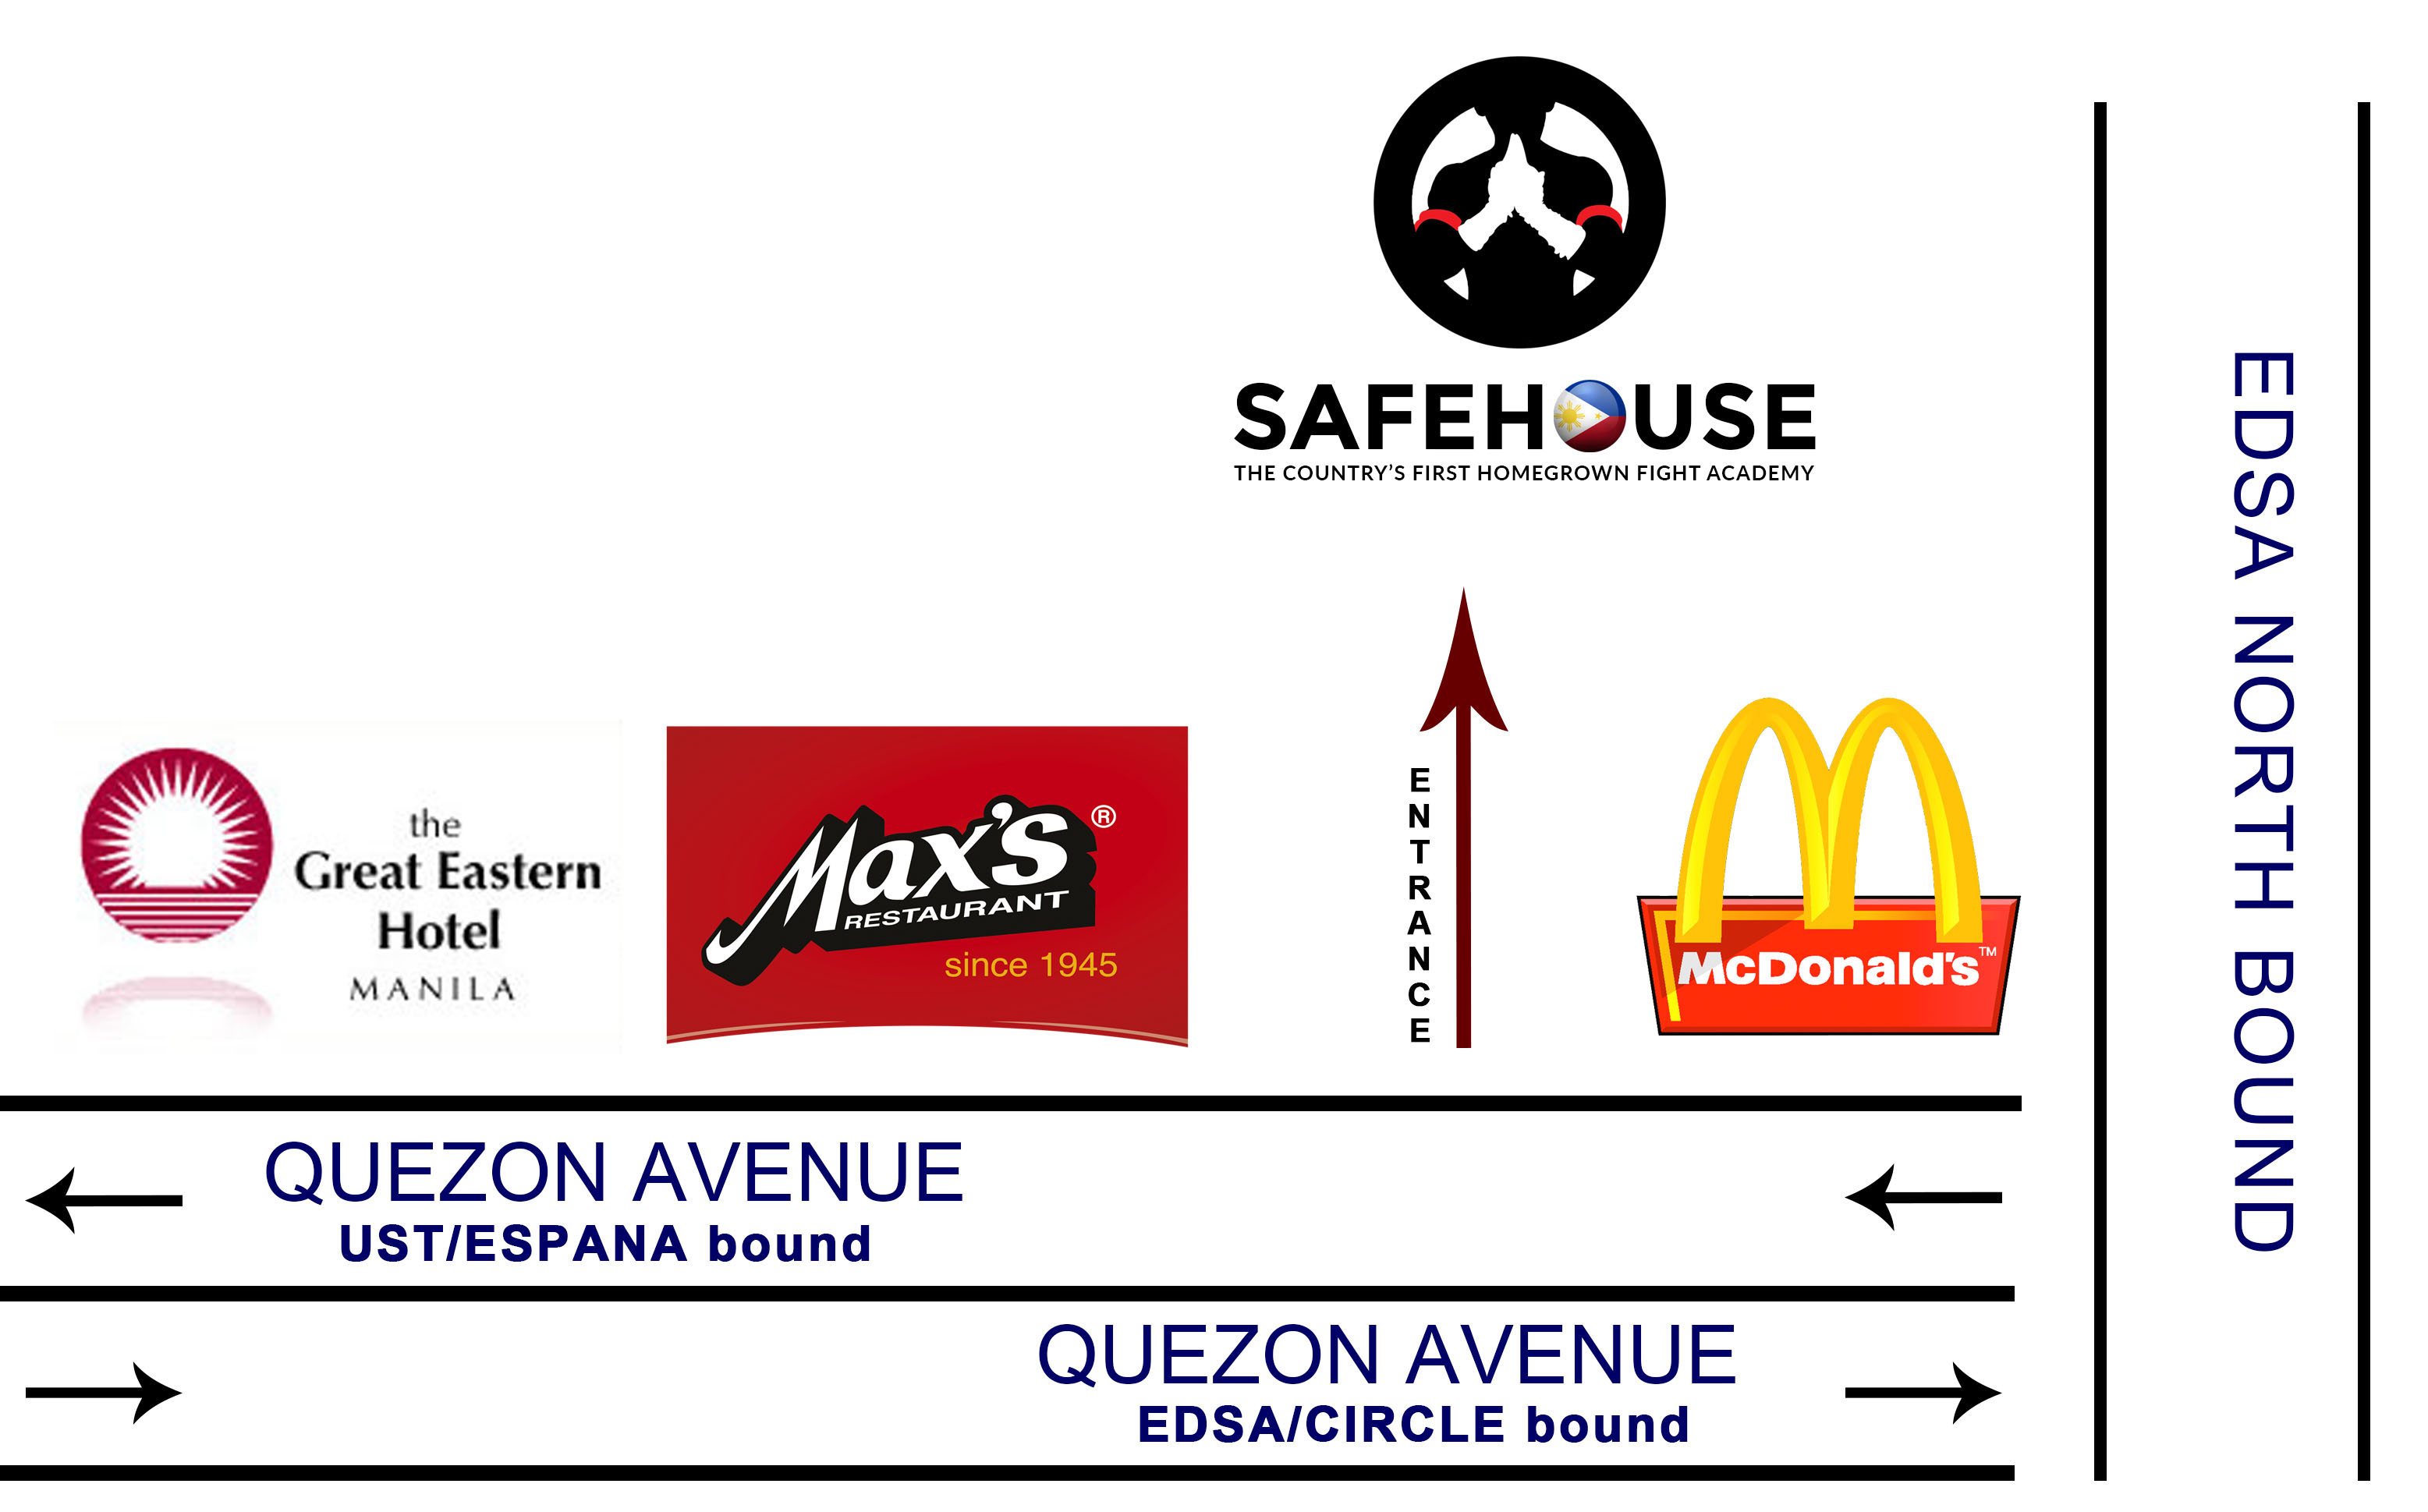 SAFEHOUSE
THE COUNTRY'S FIRST HOMEGROWN FIGHT ACADEMY
EDSA NORTH BOUND
the
Great Eastern
Hotel
MANILA
Max's®
RESTAURANT
since 1945
ENTRANCE
McDonald's™
QUEZON AVENUE
UST/ESPANA bound
QUEZON AVENUE
EDSA/CIRCLE bound